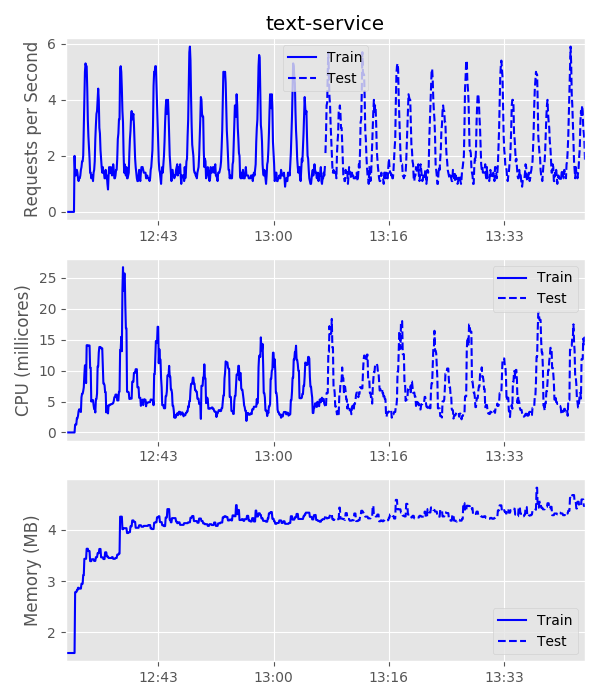 text-service
Requests per Second
6
4
2
0
Train
Test
12:43 13:00 13:16 13:33
CPU (millicores)
25
20
15
10
5
0
Train
Test
12:43 13:00 13:16 13:33
Memory (MB)
4
3
2
Train
Test
12:43 13:00 13:16 13:33